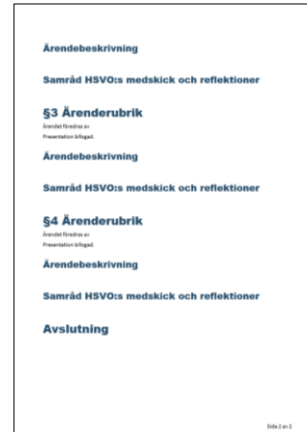 Ärendebeskrivning
Samråd HSVO:s medskick och reflektioner
§3 Ärenderubrik
Ärendet föredras av
Presentation bifogad.
Ärendebeskrivning
Samråd HSVO:s medskick och reflektioner
§4 Ärenderubrik
Ärendet föredras av
Presentation bifogad.
Ärendebeskrivning
Samråd HSVO:s medskick och reflektioner
Avslutning
Sida 2 av 2